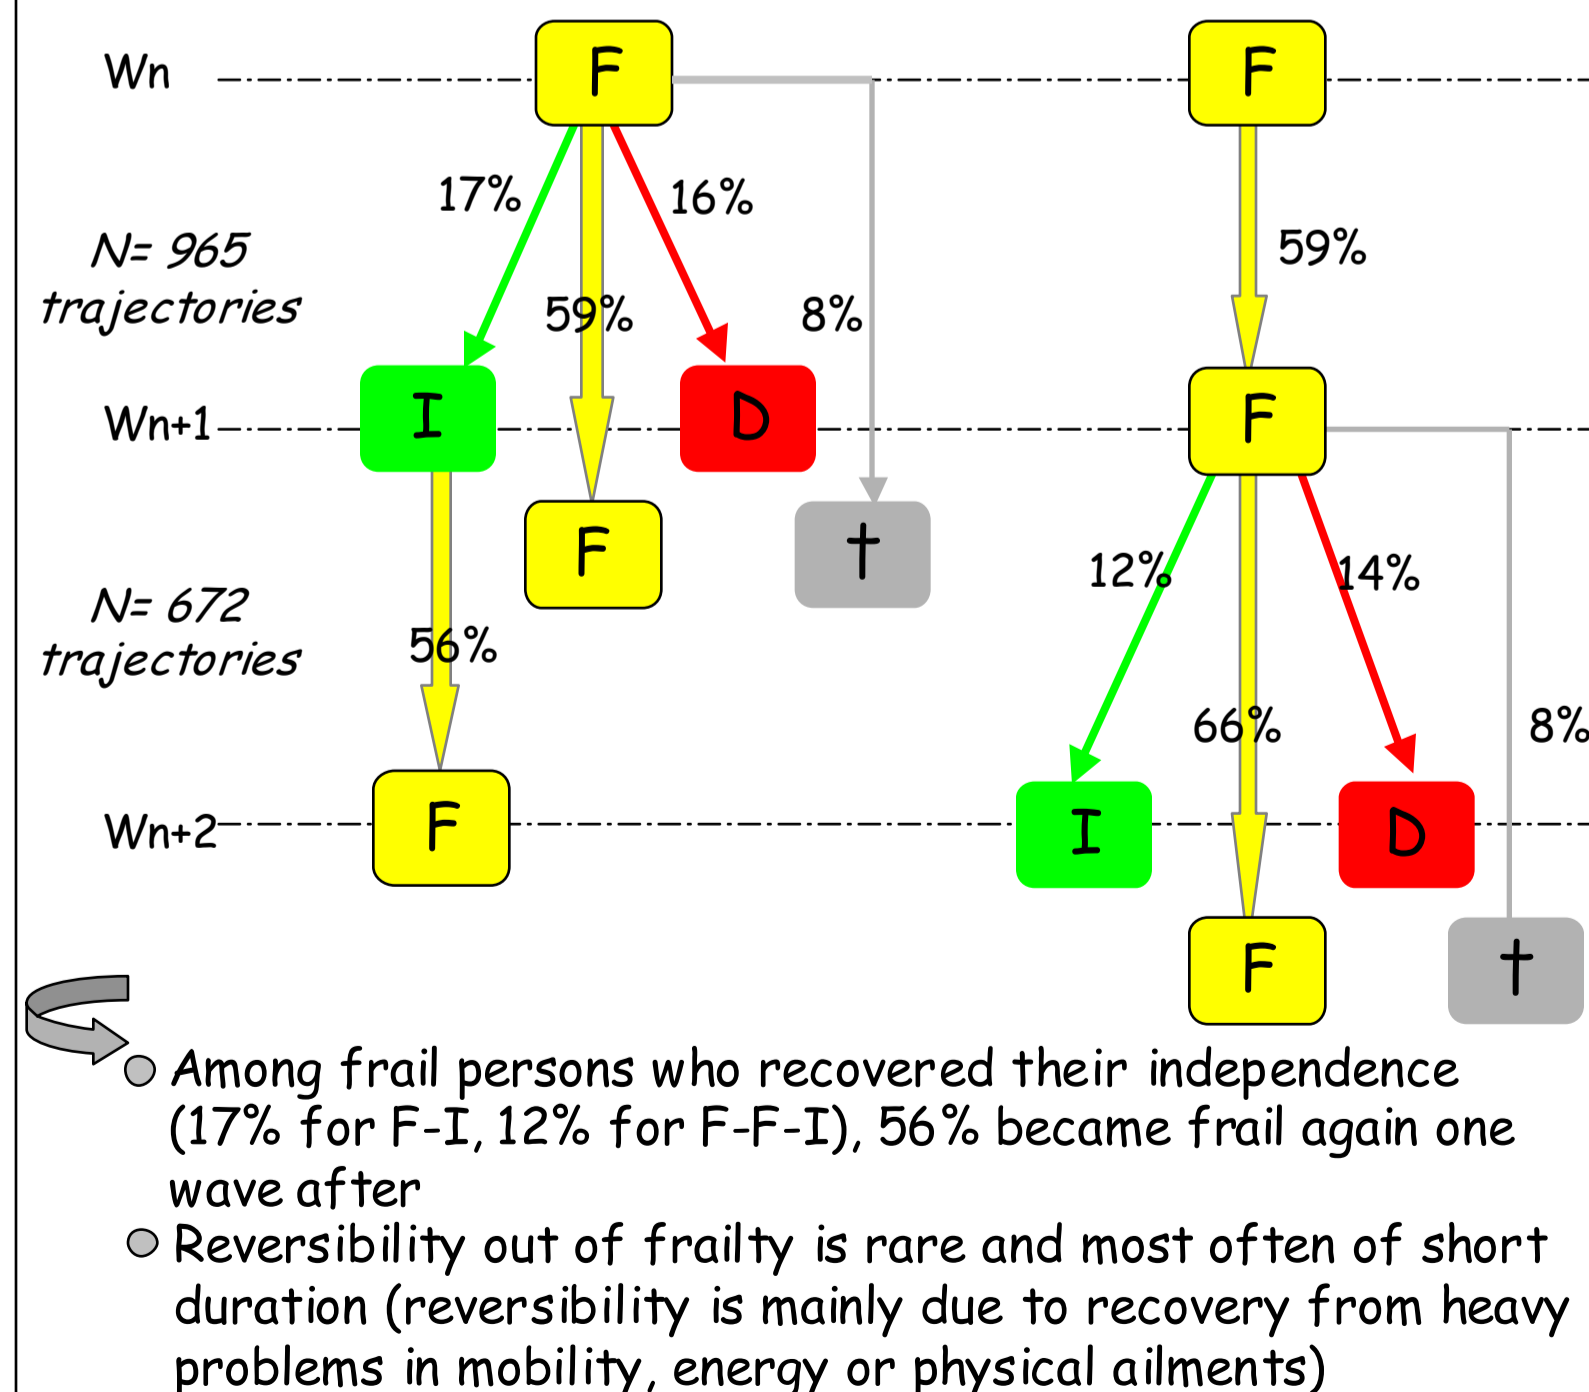 Wn F F
17% 16%
N= 965
trajectories
59%
59% 8%
Wn+1 I D F
F †
12% 14%
N= 672
trajectories
56%
66% 8%
Wn+2 F I D
F †
Among frail persons who recovered their independence
(17% for F-I, 12% for F-F-I), 56% became frail again one
wave after
Reversibility out of frailty is rare and most often of short
duration (reversibility is mainly due to recovery from heavy
problems in mobility, energy or physical ailments)